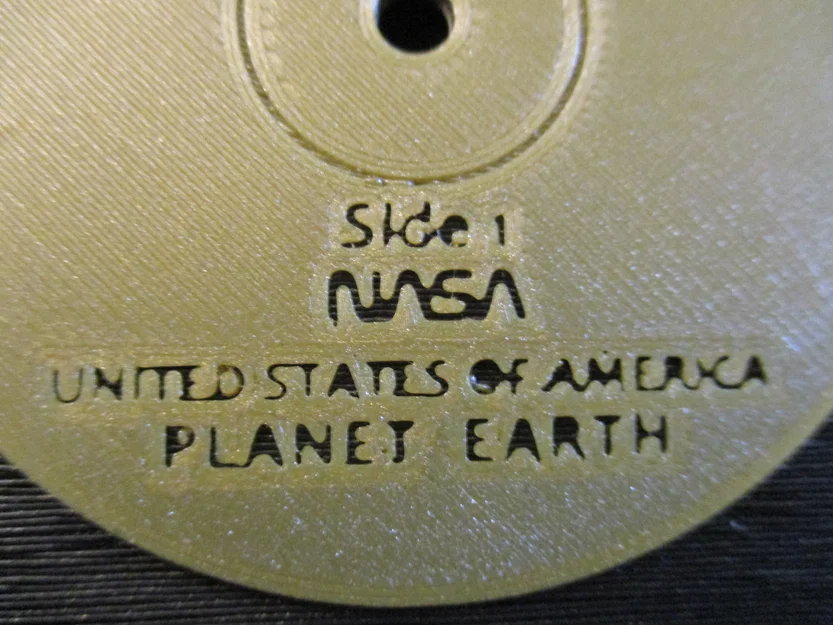 Side 1
NASA
UNITED STATES OF AMERICA
PLANET EARTH